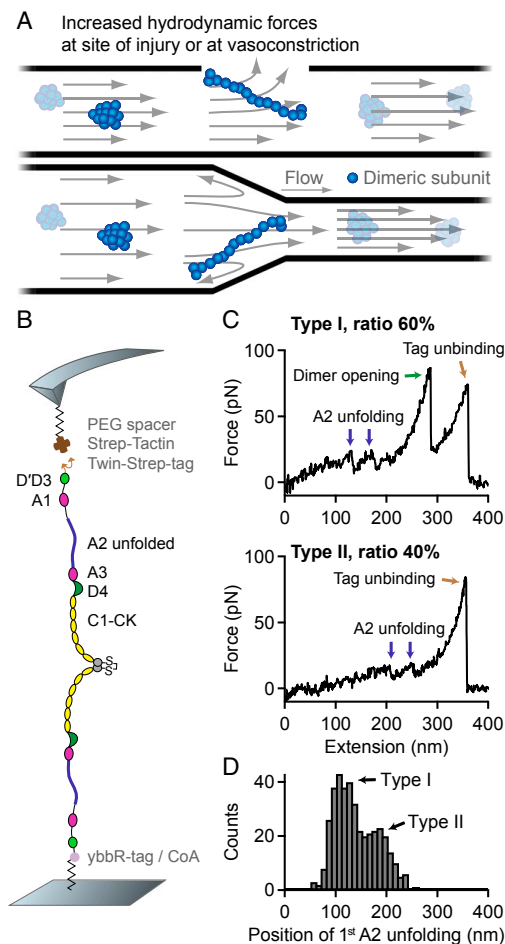 A
Increased hydrodynamic forces
at site of injury or at vasoconstriction
Flow
Dimeric subunit
B
PEG spacer
Strep-Tactin
Twin-Strep-tag
D′D3
A1
A2 unfolded
A3
D4
C1-CK
S
S
ybbR-tag / CoA
C
Type I, ratio 60%
Tag unbinding
Dimer opening
A2 unfolding
Force (pN)
100
50
0
0 100 200 300 400
Type II, ratio 40%
Tag unbinding
A2 unfolding
Force (pN)
100
50
0
0 100 200 300 400
Extension (nm)
D
Type I
Type II
Counts
40
20
0
0 100 200 300 400
Position of 1st A2 unfolding (nm)